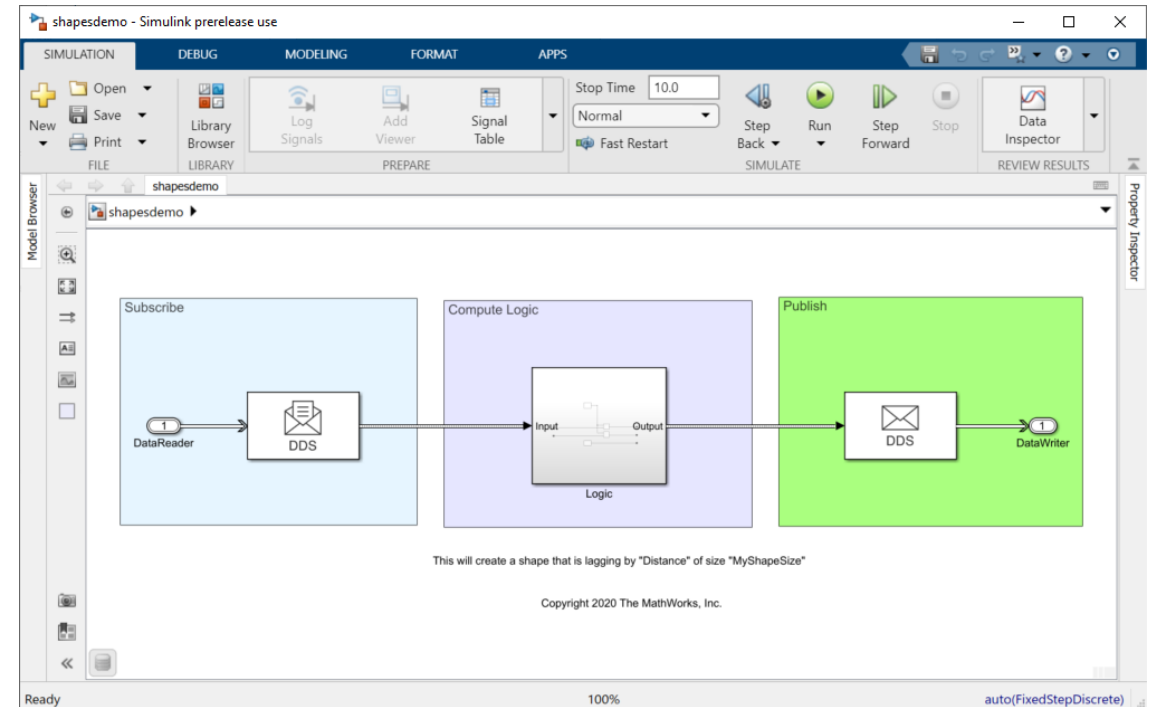 shapesdemo - Simulink prerelease use
SIMULATION DEBUG MODELING FORMAT APPS
New
Open
Save
Print
FILE
Library
Browser
LIBRARY
Log
Signals
Add
Viewer
Signal
Table
PREPARE
Stop Time 10.0
Normal
Fast Restart
Step
Back
Run
Step
Forward
Stop
SIMULATE
Data
Inspector
REVIEW RESULTS
Model Browser
shapesdemo
shapesdemo
Property Inspector
Subscribe
1
DataReader
DDS
Compute Logic
Input
Output
Logic
Publish
DDS
1
DataWriter
This will create a shape that is lagging by "Distance" of size "MyShapeSize"
Copyright 2020 The MathWorks, Inc.
Ready
100%
auto(FixedStepDiscrete)